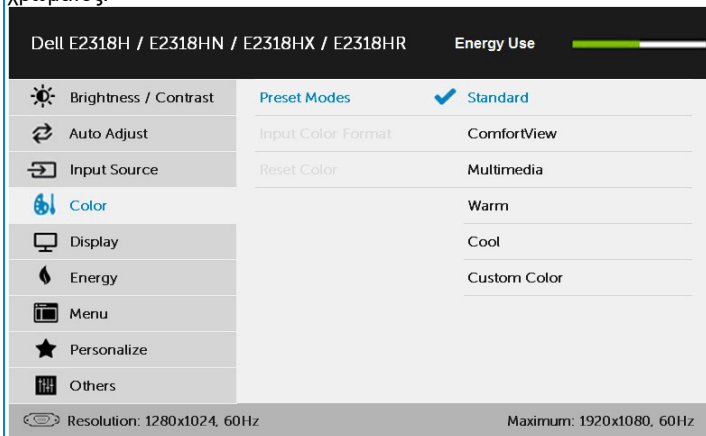 χρώματος.
Dell E2318H / E2318HN / E2318HX / E2318HR Energy Use
Brightness / Contrast Preset Modes Standard
Auto Adjust Input Color Format ComfortView
Input Source Reset Color Multimedia
Color Warm
Display Cool
Energy Custom Color
Menu
Personalize
Others
Resolution: 1280x1024, 60Hz Maximum: 1920x1080, 60Hz